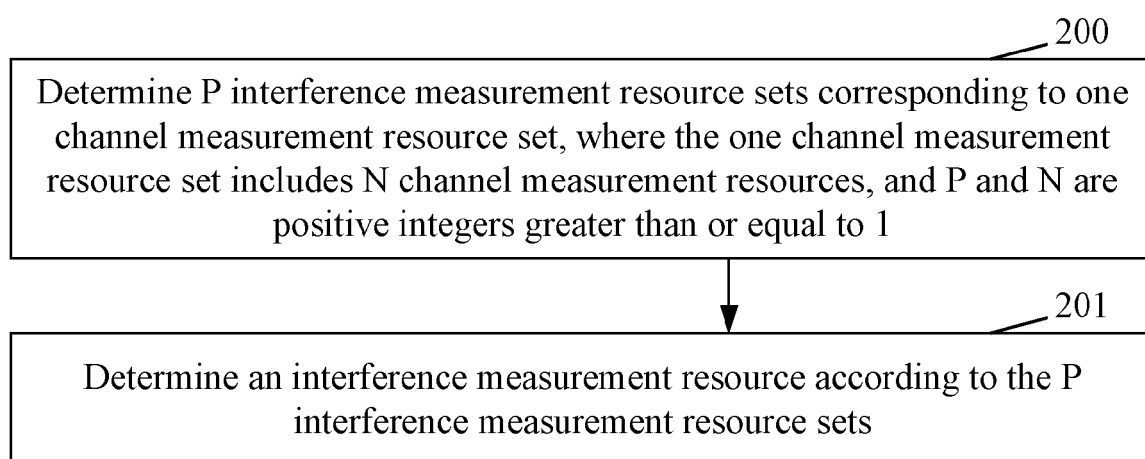 200
Determine P interference measurement resource sets corresponding to one
channel measurement resource set, where the one channel measurement
resource set includes N channel measurement resources, and P and N are
positive integers greater than or equal to 1
201
Determine an interference measurement resource according to the P
interference measurement resource sets